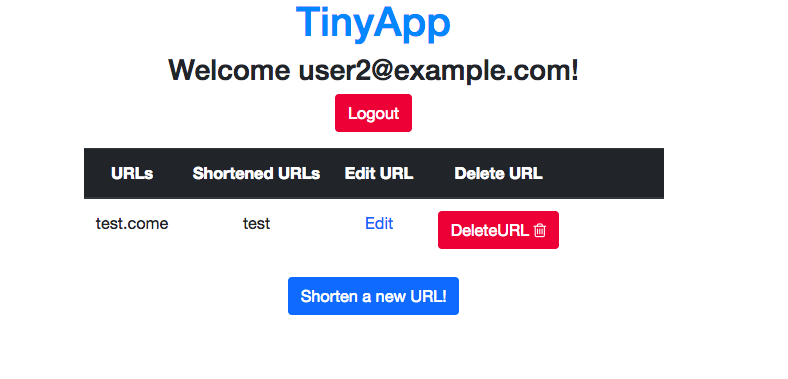 TinyApp
Welcome user2@example.com!
Logout
URLs Shortened URLs Edit URL Delete URL
test.come test Edit DeleteURL
Shorten a new URL!